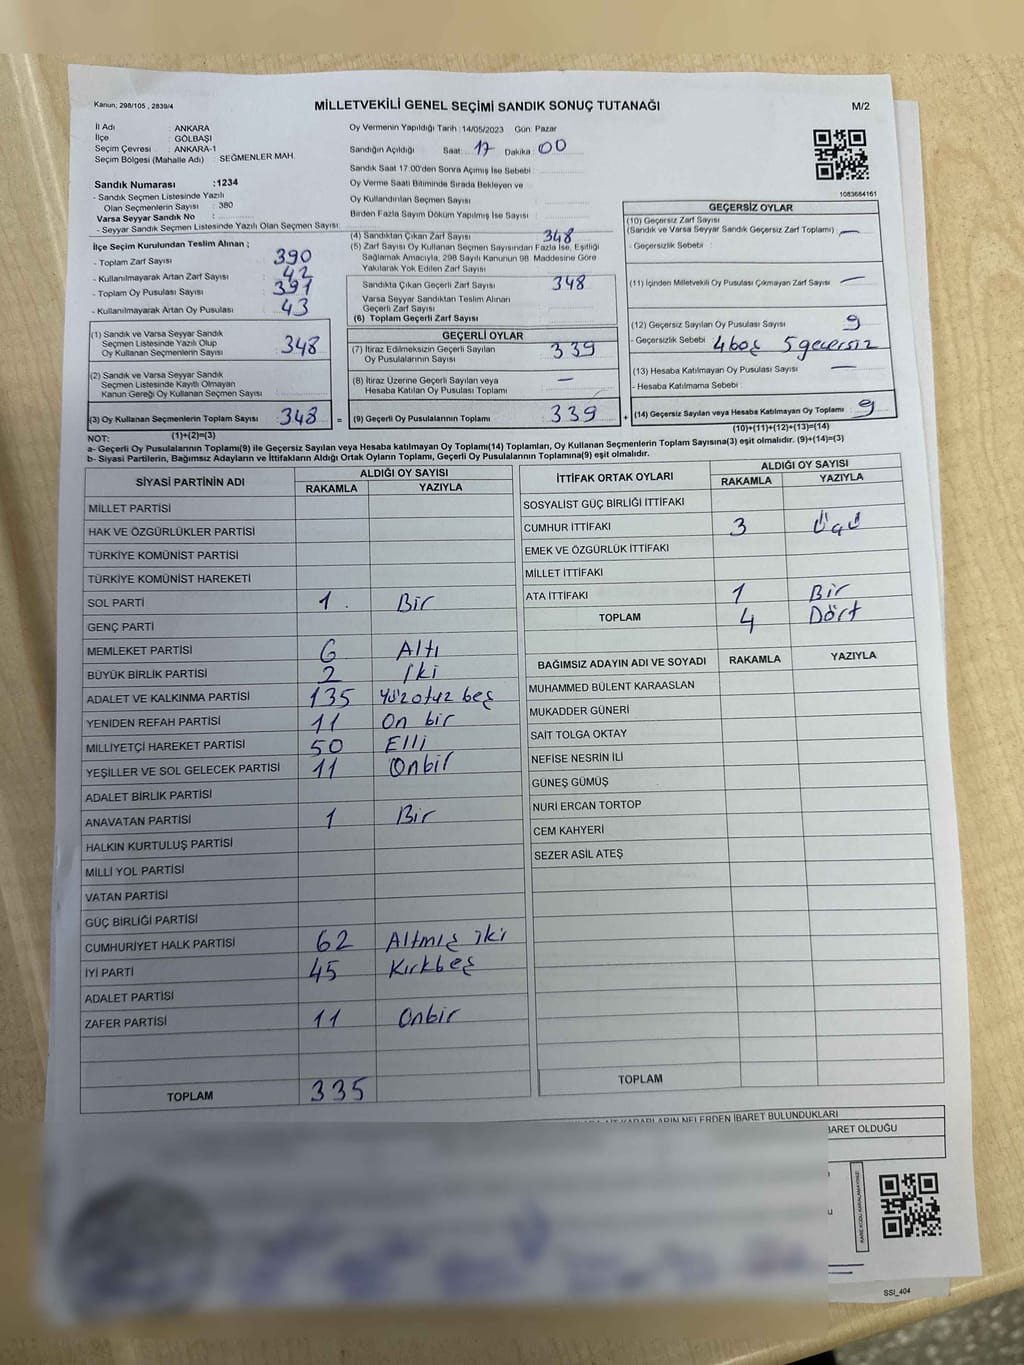 Kanun; 298/105 , 2839/4
MİLLETVEKİLİ GENEL SEÇİMİ SANDIK SONUÇ TUTANAĞI
M/2
İl Adı : ANKARA
İlçe : GÖLBAŞI
Seçim Çevresi : ANKARA-1
Seçim Bölgesi (Mahalle Adı) : SEĞMENLER MAH.
Sandık Numarası :1234
- Sandık Seçmen Listesinde Yazılı
Olan Seçmenlerin Sayısı : 380
Varsa Seyyar Sandık No :
- Seyyar Sandık Seçmen Listesinde Yazılı Olan Seçmen Sayısı:
Oy Vermenin Yapıldığı Tarih :14/05/2023 Gün: Pazar
Sandığın Açıldığı Saat: 17 Dakika: 00
Sandık Saat 17.00'den Sonra Açımış İse Sebebi:
Oy Verme Saati Bitiminde Sırada Bekleyen ve
Oy Kullandırılan Seçmen Sayısı
Birden Fazla Sayım Döküm Yapılmış İse Sayısı
1083664161
İlçe Seçim Kurulundan Teslim Alınan ;
- Toplam Zarf Sayısı 390
- Kullanılmayarak Artan Zarf Sayısı 42
- Toplam Oy Pusulası Sayısı 391
- Kullanılmayarak Artan Oy Pusulası 43
(1) Sandık ve Varsa Seyyar Sandık
Seçmen Listesinde Yazılı Olup
Oy Kullanan Seçmenlerin Sayısı 348
(2) Sandık ve Varsa Seyyar Sandık
Seçmen Listesinde Kayıtlı Olmayan
Kanun Gereği Oy Kullanan Seçmen Sayısı
(3) Oy Kullanan Seçmenlerin Toplam Sayısı 348 =
(1)+(2)=(3)
(4) Sandıktan Çıkan Zarf Sayısı 348
(5) Zarf Sayısı Oy Kullanan Seçmen Sayısından Fazla İse, Eşitliği
Sağlamak Amacıyla, 298 Sayılı Kanunun 98. Maddesine Göre
Yakılarak Yok Edilen Zarf Sayısı
Sandıkta Çıkan Geçerli Zarf Sayısı 348
Varsa Seyyar Sandıktan Teslim Alınan
Geçerli Zarf Sayısı
(6) Toplam Geçerli Zarf Sayısı
GEÇERLİ OYLAR
(7) İtiraz Edilmeksizin Geçerli Sayılan
Oy Pusulalarının Sayısı 339
(8) İtiraz Üzerine Geçerli Sayılan veya
Hesaba Katılan Oy Pusulası Toplamı —
(9) Geçerli Oy Pusulalarının Toplamı 339 +
GEÇERSİZ OYLAR
(10) Geçersiz Zarf Sayısı
(Sandık ve Varsa Seyyar Sandık Geçersiz Zarf Toplamı) —
- Geçersizlik Sebebi :
(11) İçinden Milletvekili Oy Pusulası Çıkmayan Zarf Sayısı —
(12) Geçersiz Sayılan Oy Pusulası Sayısı 9
- Geçersizlik Sebebi 4 boş 5 geçersiz
(13) Hesaba Katılmayan Oy Pusulası Sayısı —
- Hesaba Katılmama Sebebi :
(14) Geçersiz Sayılan veya Hesaba Katılmayan Oy Toplamı 9
(10)+(11)+(12)+(13)=(14)
NOT:
a- Geçerli Oy Pusulalarının Toplamı(9) ile Geçersiz Sayılan veya Hesaba katılmayan Oy Toplamı(14) Toplamları, Oy Kullanan Seçmenlerin Toplam Sayısına(3) eşit olmalıdır. (9)+(14)=(3)
b- Siyasi Partilerin, Bağımsız Adayların ve İttifakların Aldığı Ortak Oyların Toplamı, Geçerli Oy Pusulalarının Toplamına(9) eşit olmalıdır.
SİYASİ PARTİNİN ADI ALDIĞI OY SAYISI
RAKAMLA YAZIYLA
MİLLET PARTİSİ
HAK VE ÖZGÜRLÜKLER PARTİSİ
TÜRKİYE KOMÜNİST PARTİSİ
TÜRKİYE KOMÜNİST HAREKETİ
SOL PARTİ 1 . Bir
GENÇ PARTİ
MEMLEKET PARTİSİ 6 Altı
BÜYÜK BİRLİK PARTİSİ 2 İki
ADALET VE KALKINMA PARTİSİ 135 Yüzotuz beş
YENİDEN REFAH PARTİSİ 11 On bir
MİLLİYETÇİ HAREKET PARTİSİ 50 Elli
YEŞİLLER VE SOL GELECEK PARTİSİ 11 Onbir
ADALET BİRLİK PARTİSİ
ANAVATAN PARTİSİ 1 Bir
HALKIN KURTULUŞ PARTİSİ
MİLLİ YOL PARTİSİ
VATAN PARTİSİ
GÜÇ BİRLİĞİ PARTİSİ
CUMHURİYET HALK PARTİSİ 62 Altmış iki
İYİ PARTİ 45 Kırkbeş
ADALET PARTİSİ
ZAFER PARTİSİ 11 Onbir
TOPLAM 335
İTTİFAK ORTAK OYLARI ALDIĞI OY SAYISI
RAKAMLA YAZIYLA
SOSYALİST GÜÇ BİRLİĞİ İTTİFAKI
CUMHUR İTTİFAKI 3 Üçü
EMEK VE ÖZGÜRLÜK İTTİFAKI
MİLLET İTTİFAKI
ATA İTTİFAKI 1 Bir
TOPLAM 4 Dört
BAĞIMSIZ ADAYIN ADI VE SOYADI RAKAMLA YAZIYLA
MUHAMMED BÜLENT KARAASLAN
MUKADDER GÜNERİ
SAİT TOLGA OKTAY
NEFİSE NESRİN İLİ
GÜNEŞ GÜMÜŞ
NURİ ERCAN TORTOP
CEM KAHYERİ
SEZER ASİL ATEŞ
TOPLAM
NELERDEN İBARET BULUNDUKLARI
BARET OLDUĞU
SSİ_404